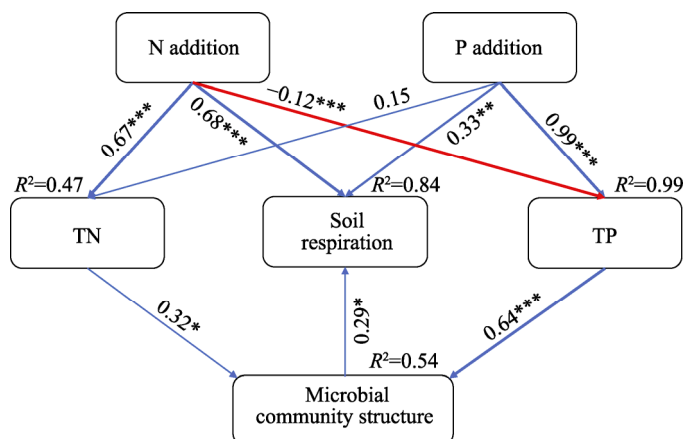 N addition
P addition
−0.12***
0.15
0.67***
0.68***
0.33**
0.99***
R²=0.47
R²=0.84
R²=0.99
TN
Soil
respiration
TP
0.32*
0.29*
0.64***
R²=0.54
Microbial
community structure